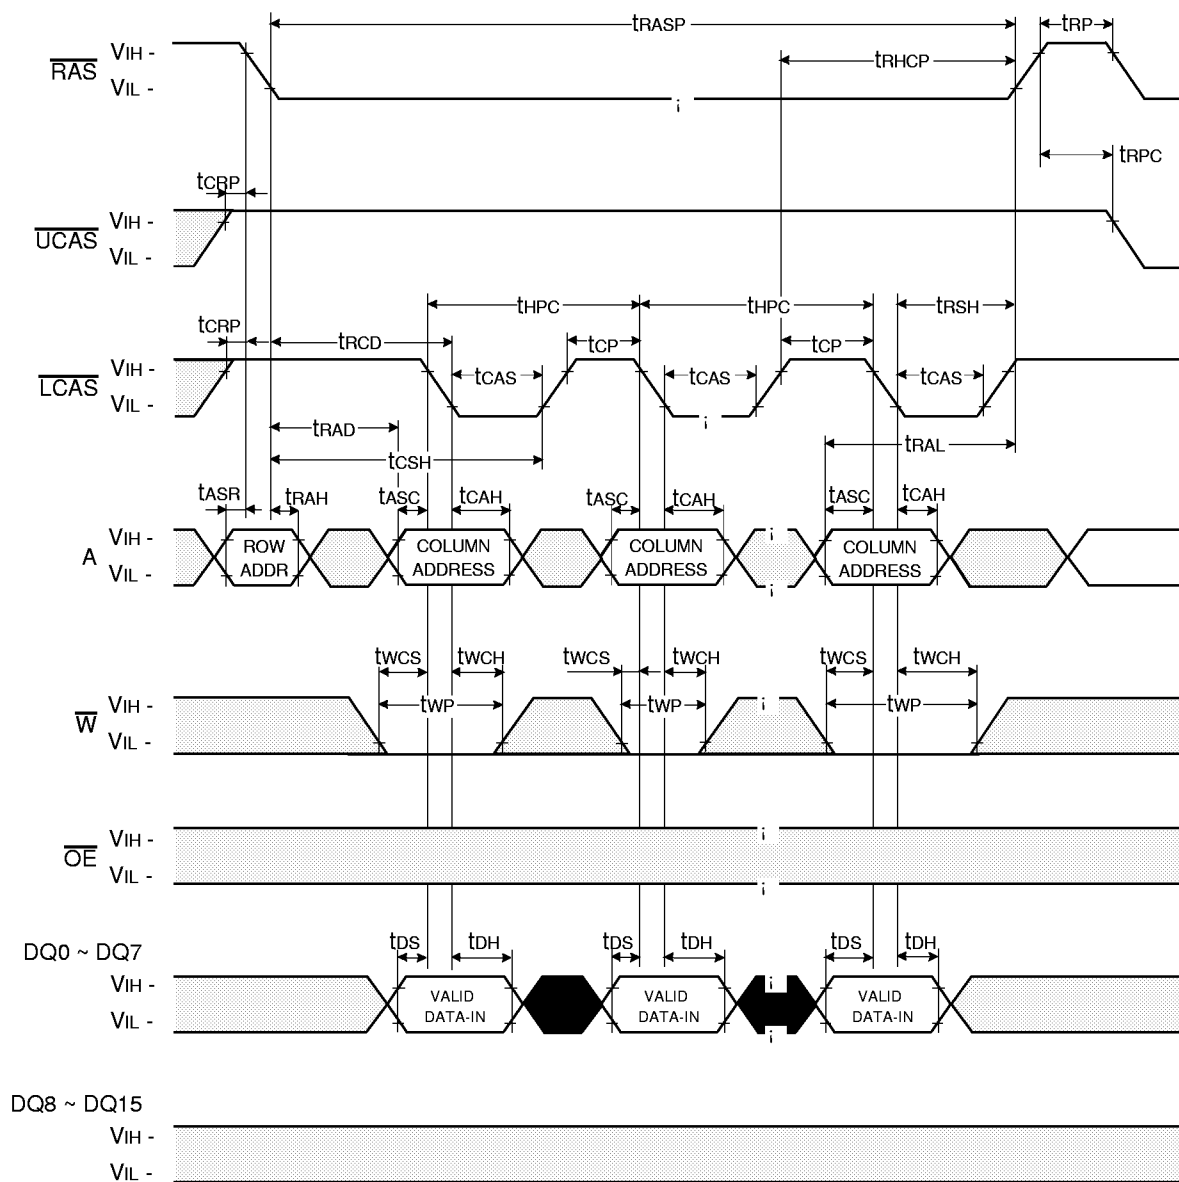 tRASP
tRP
RAS
VIH -
VIL -
tRHCP
tRPC
tCRP
UCAS
VIH -
VIL -
tHPC
tHPC
tRSH
tCRP
tRCD
tCP
tCP
LCAS
VIH -
VIL -
tCAS
tCAS
tCAS
tRAD
tRAL
tCSH
tASR
tRAH
tASC
tCAH
tASC
tCAH
tASC
tCAH
A
VIH -
VIL -
ROW
ADDR
COLUMN
ADDRESS
COLUMN
ADDRESS
COLUMN
ADDRESS
tWCS
tWCH
tWCS
tWCH
tWCS
tWCH
W
VIH -
VIL -
tWP
tWP
tWP
OE
VIH -
VIL -
DQ0 ~ DQ7
tDS
tDH
tDS
tDH
tDS
tDH
VIH -
VIL -
VALID
DATA-IN
VALID
DATA-IN
VALID
DATA-IN
DQ8 ~ DQ15
VIH -
VIL -